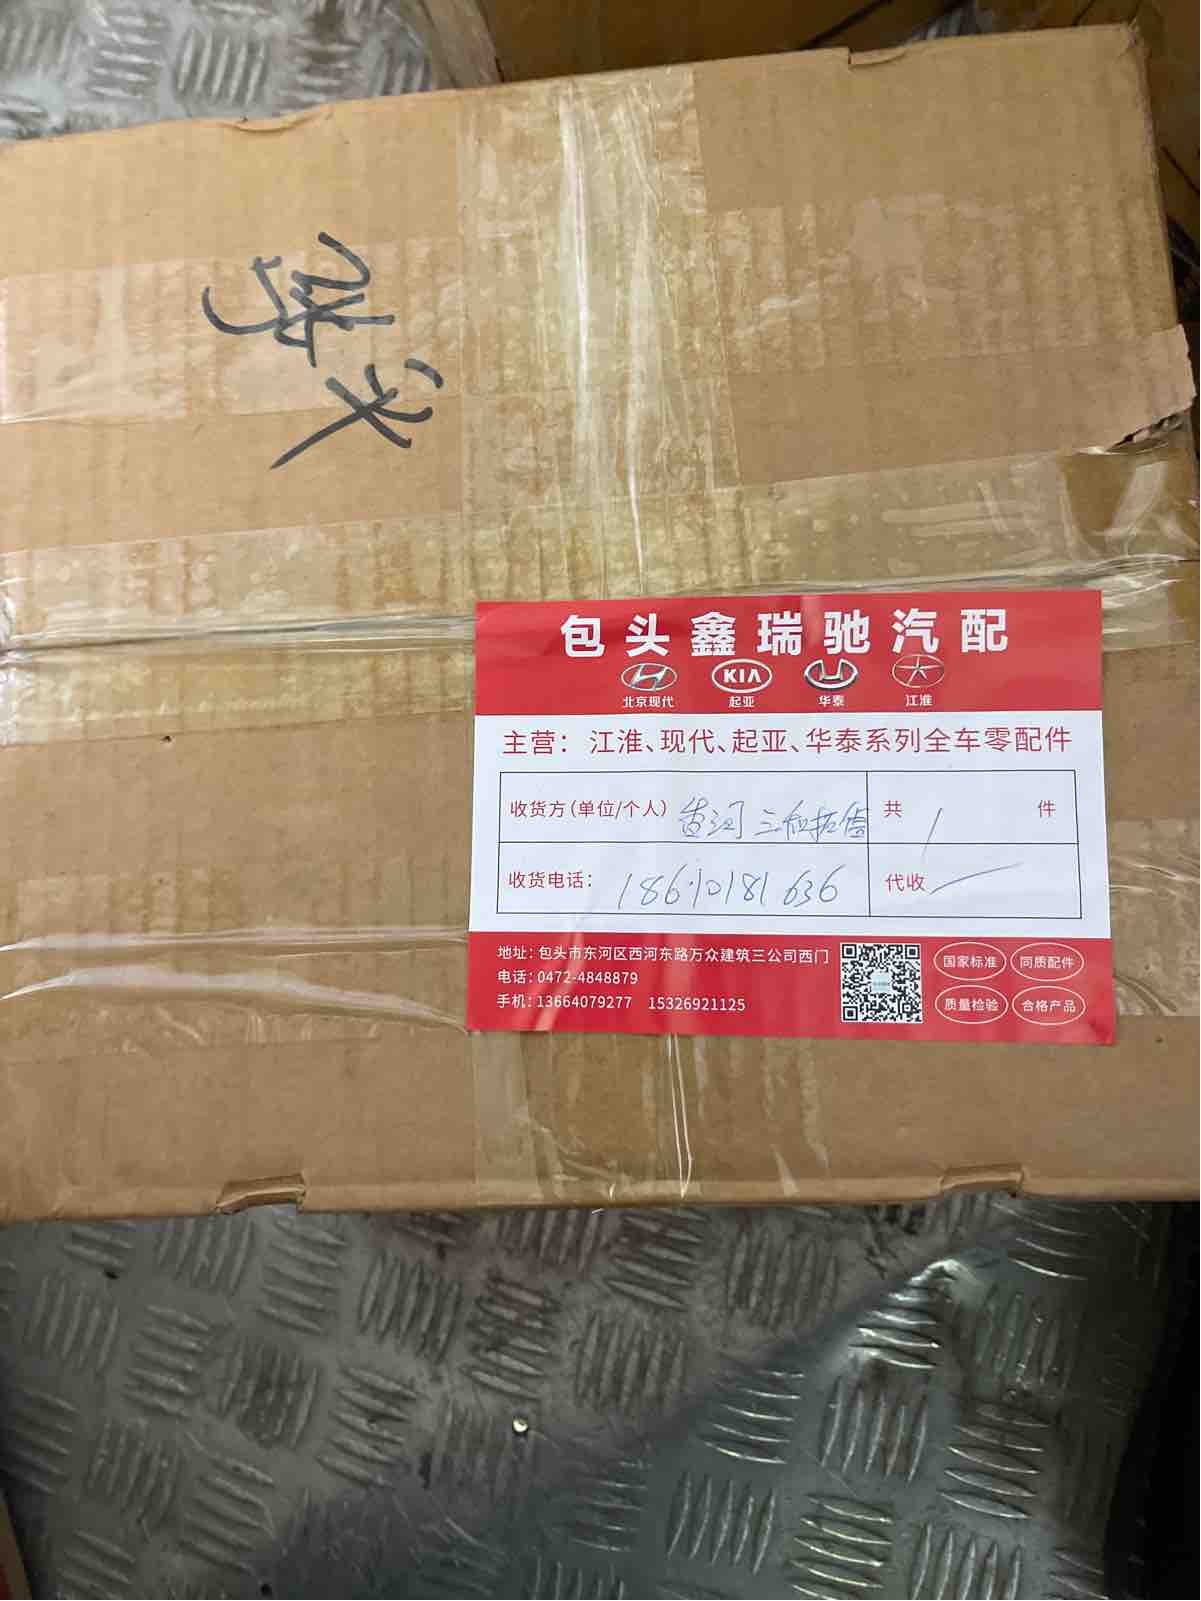 包头鑫瑞驰汽配
KIA
北京现代 起亚 华泰 江淮
主营：江淮、现代、起亚、华泰系列全车零配件
收货方(单位/个人) 黄河 三和 共 1 件
收货电话： 18610181636 代收
地址：包头市东河区西河东路万众建筑三公司西门
电话：0472-4848879
手机：13664079277 15326921125
国家标准 同质配件
质量检验 合格产品